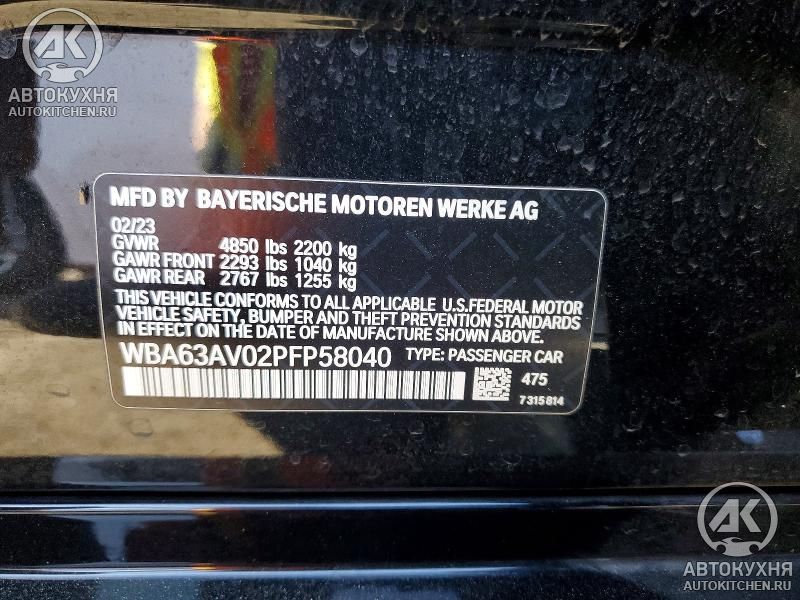 АК
АВТОКУХНЯ
AUTOKITCHEN.RU
MFD BY BAYERISCHE MOTOREN WERKE AG
02/23
GVWR 4850 lbs 2200 kg
GAWR FRONT 2293 lbs 1040 kg
GAWR REAR 2767 lbs 1255 kg
THIS VEHICLE CONFORMS TO ALL APPLICABLE U.S.FEDERAL MOTOR
VEHICLE SAFETY, BUMPER AND THEFT PREVENTION STANDARDS
IN EFFECT ON THE DATE OF MANUFACTURE SHOWN ABOVE.
WBA63AV02PFP58040 TYPE: PASSENGER CAR
475
7315814
АК
АВТОКУХНЯ
AUTOKITCHEN.RU